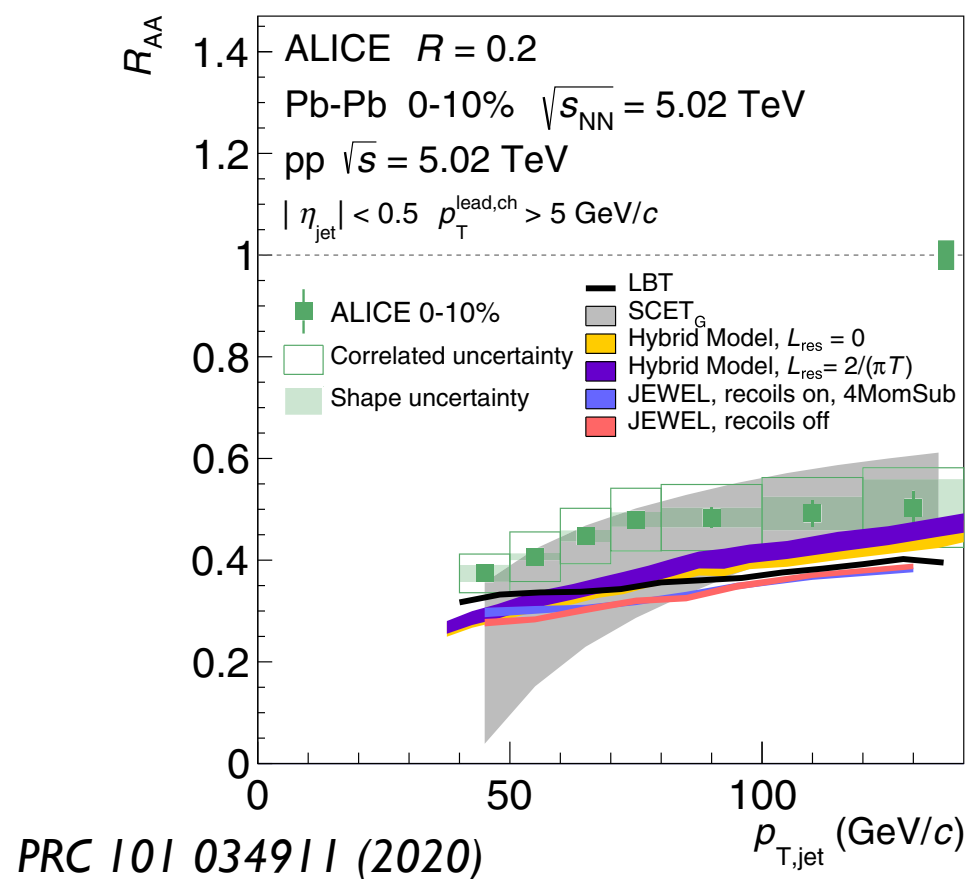 R_AA
1.4
1.2
1
0.8
0.6
0.4
0.2
0
ALICE R = 0.2
Pb-Pb 0-10% √s_NN = 5.02 TeV
pp √s = 5.02 TeV
| η_jet | < 0.5 p_T^lead,ch > 5 GeV/c
ALICE 0-10%
Correlated uncertainty
Shape uncertainty
LBT
SCET_G
Hybrid Model, L_res = 0
Hybrid Model, L_res = 2/(πT)
JEWEL, recoils on, 4MomSub
JEWEL, recoils off
0 50 100
p_T,jet (GeV/c)
PRC 101 034911 (2020)